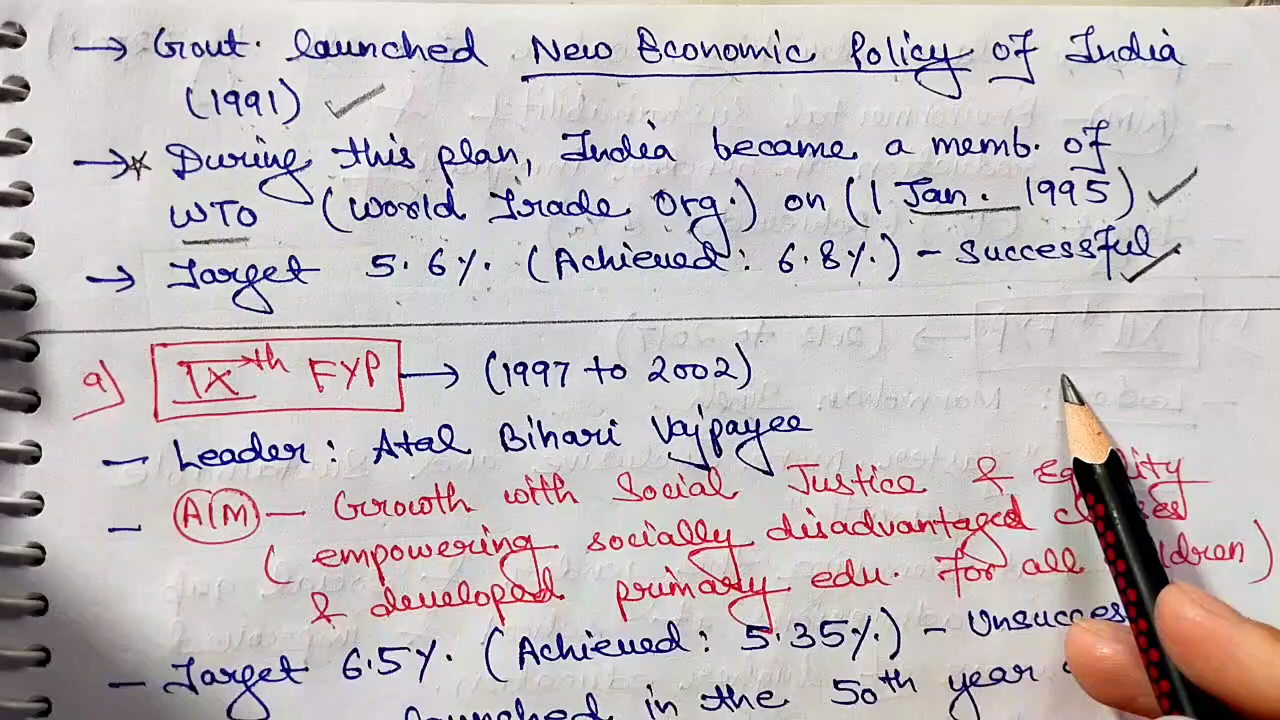 → Govt. launched New Economic Policy of India
(1991) ✓
→* During this plan, India became a memb. of
WTO (World Trade Org.) on (1 Jan. 1995) ✓
→ Target 5.6%. (Achieved: 6.8%.) - Successful ✓
9) IXth FYP → (1997 to 2002)
- Leader: Atal Bihari Vajpayee
- AIM - Growth with Social Justice &
(empowering socially disadvantaged
& developed primary edu. for all
- Target 6.5%. (Achieved: 5.35%.) -
launched in the 50th year